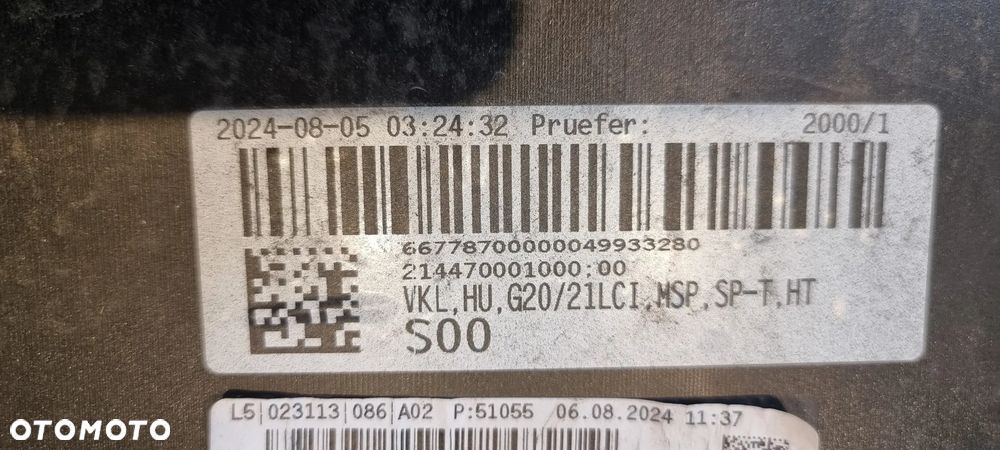 2024-08-05 03:24:32 Pruefer: 2000/1
66778700000049933280
214470001000:00
VKL,HU,G20/21LCI,MSP,SP-T,HT
S00
L5|023113|086|A02 P:51055 06.08.2024 11:37
OTOMOTO